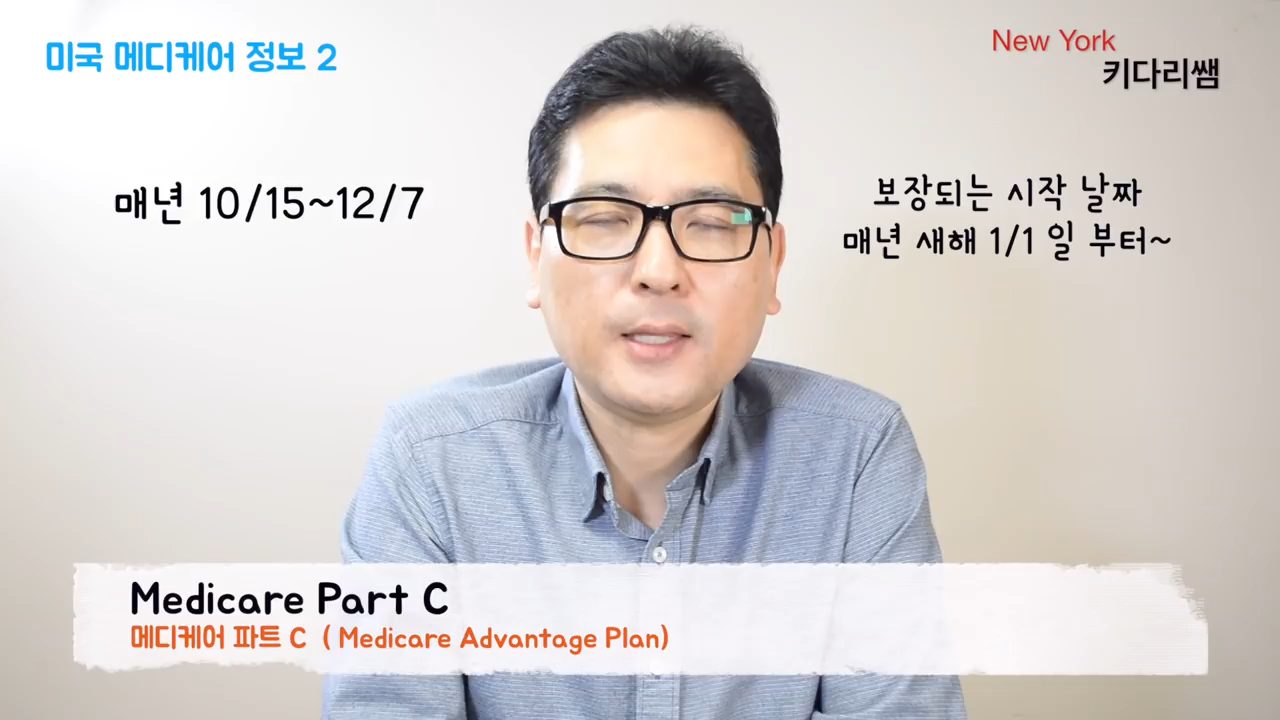 미국 메디케어 정보 2
New York
키다리쌤
매년 10/15~12/7
보장되는 시작 날짜
매년 새해 1/1 일 부터~
Medicare Part C
메디케어 파트 C ( Medicare Advantage Plan)